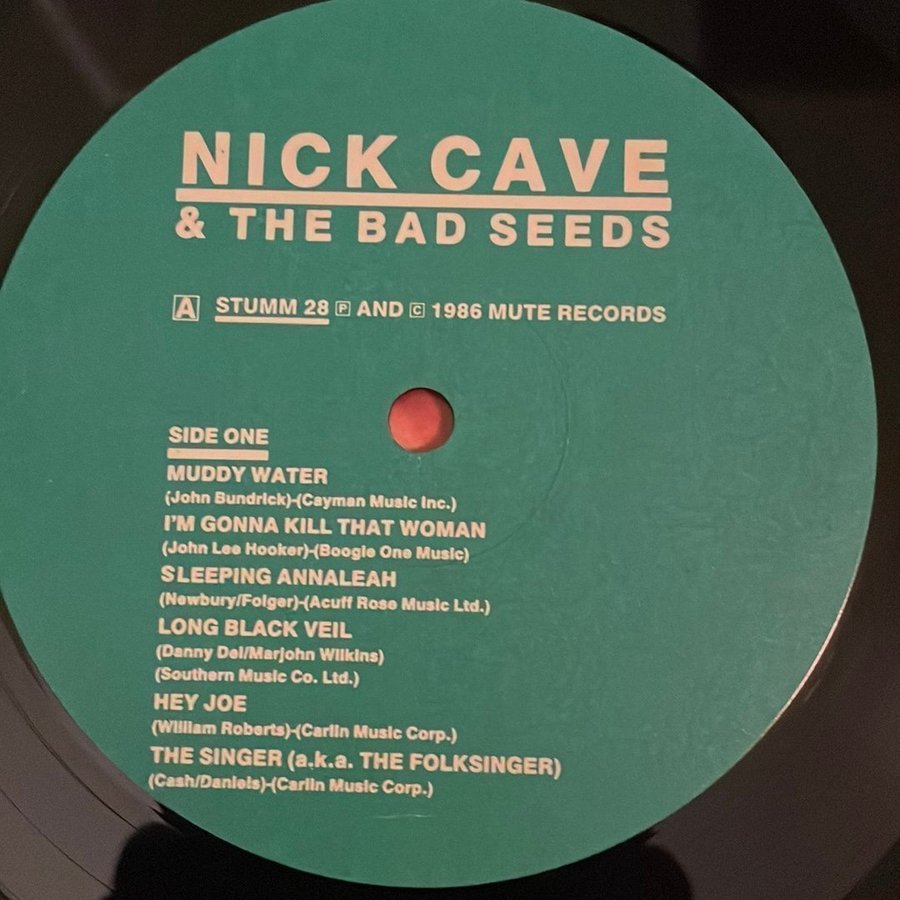 NICK CAVE
& THE BAD SEEDS
A STUMM 28 Ⓟ AND © 1986 MUTE RECORDS
SIDE ONE
MUDDY WATER
(John Bundrick)-(Cayman Music Inc.)
I'M GONNA KILL THAT WOMAN
(John Lee Hooker)-(Boogie One Music)
SLEEPING ANNALEAH
(Newbury/Folger)-(Acuff Rose Music Ltd.)
LONG BLACK VEIL
(Danny Del/Marjohn Wilkins)
(Southern Music Co. Ltd.)
HEY JOE
(William Roberts)-(Carlin Music Corp.)
THE SINGER (a.k.a. THE FOLKSINGER)
(Cash/Daniels)-(Carlin Music Corp.)